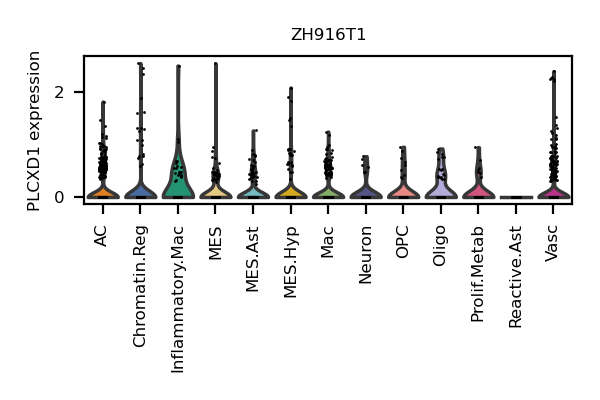 ZH916T1
PLCXD1 expression
2
0
AC
Chromatin.Reg
Inflammatory.Mac
MES
MES.Ast
MES.Hyp
Mac
Neuron
OPC
Oligo
Prolif.Metab
Reactive.Ast
Vasc